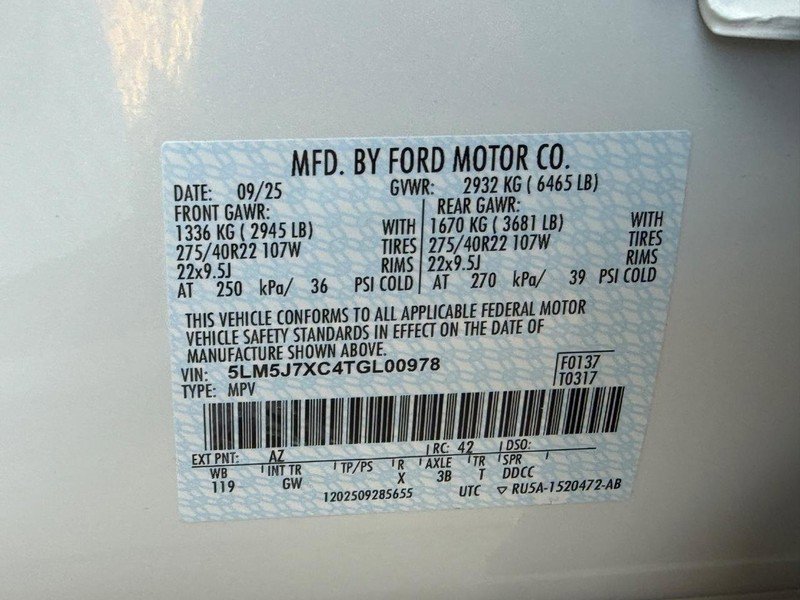 MFD. BY FORD MOTOR CO.
DATE: 09/25 GVWR: 2932 KG ( 6465 LB)
FRONT GAWR: REAR GAWR:
1336 KG ( 2945 LB) WITH 1670 KG ( 3681 LB) WITH
275/40R22 107W TIRES 275/40R22 107W TIRES
22x9.5J RIMS 22x9.5J RIMS
AT 250 kPa/ 36 PSI COLD AT 270 kPa/ 39 PSI COLD
THIS VEHICLE CONFORMS TO ALL APPLICABLE FEDERAL MOTOR
VEHICLE SAFETY STANDARDS IN EFFECT ON THE DATE OF
MANUFACTURE SHOWN ABOVE.
VIN: 5LM5J7XC4TGL00978 F0137
TYPE: MPV T0317
EXT PNT: AZ RC: 42 DSO:
WB INT TR TP/PS R AXLE TR SPR
119 GW X 3B T DDCC
1202509285655 UTC ▽ RU5A-1520472-AB